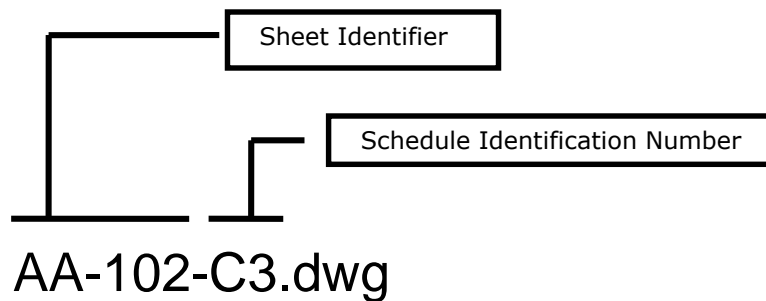 Sheet Identifier
Schedule Identification Number
AA-102-C3.dwg